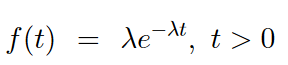 f(t) = λe^{−λt}, t > 0